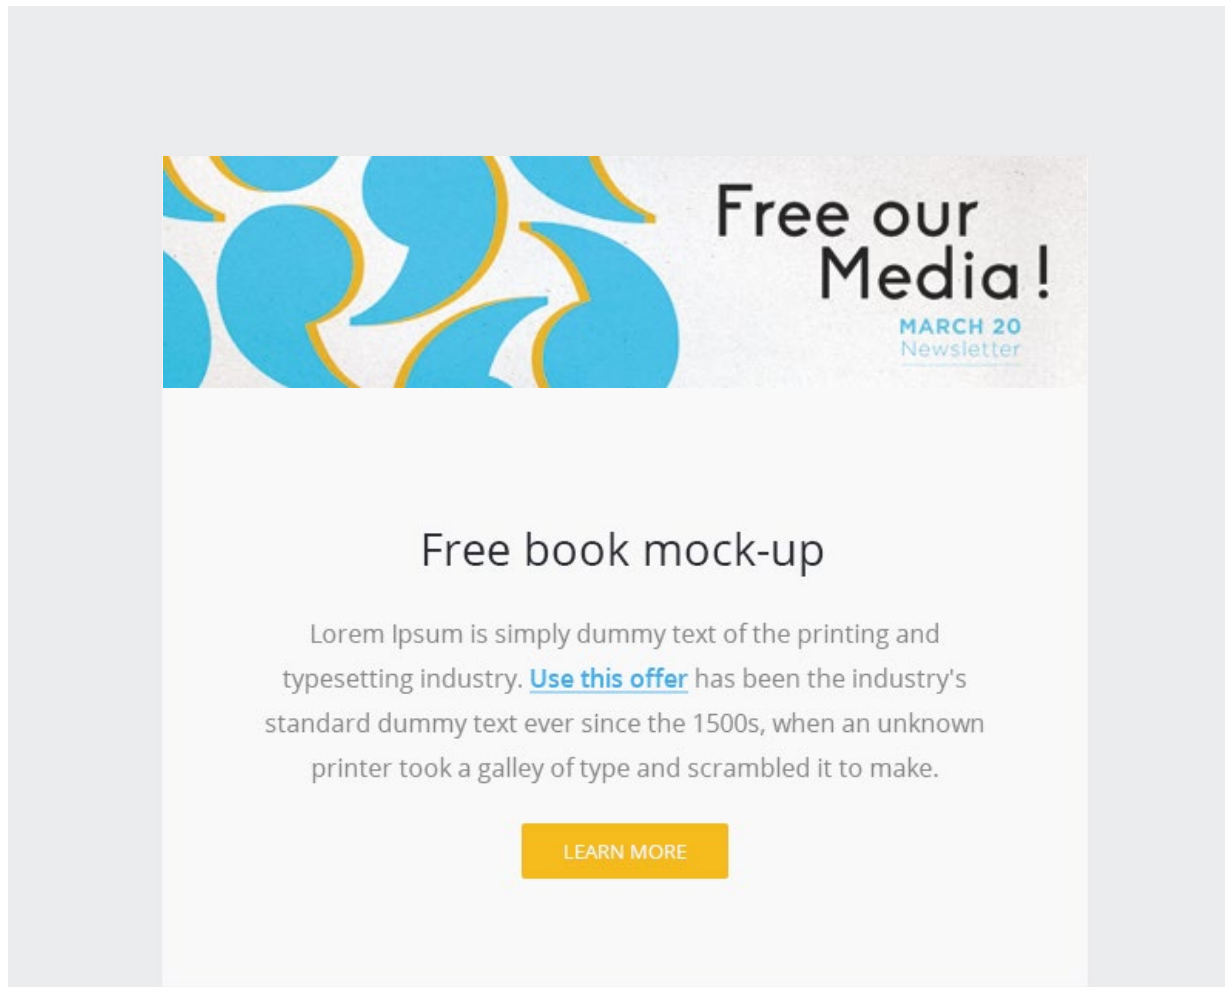 Free our
Media!
MARCH 20
Newsletter
Free book mock-up
Lorem Ipsum is simply dummy text of the printing and
typesetting industry. Use this offer has been the industry's
standard dummy text ever since the 1500s, when an unknown
printer took a galley of type and scrambled it to make.
LEARN MORE